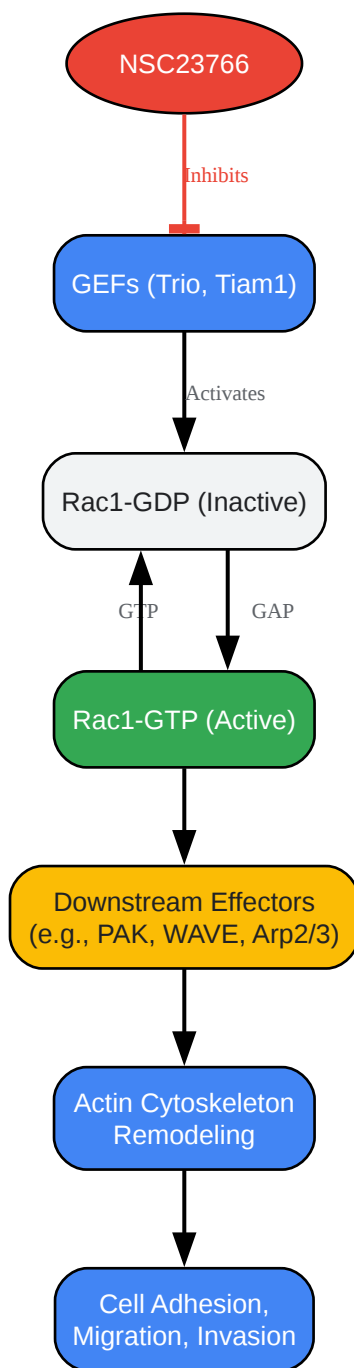 NSC23766
Inhibits
GEFs (Trio, Tiam1)
Activates
Rac1-GDP (Inactive)
GTP
GAP
Rac1-GTP (Active)
Downstream Effectors
(e.g., PAK, WAVE, Arp2/3)
Actin Cytoskeleton
Remodeling
Cell Adhesion,
Migration, Invasion